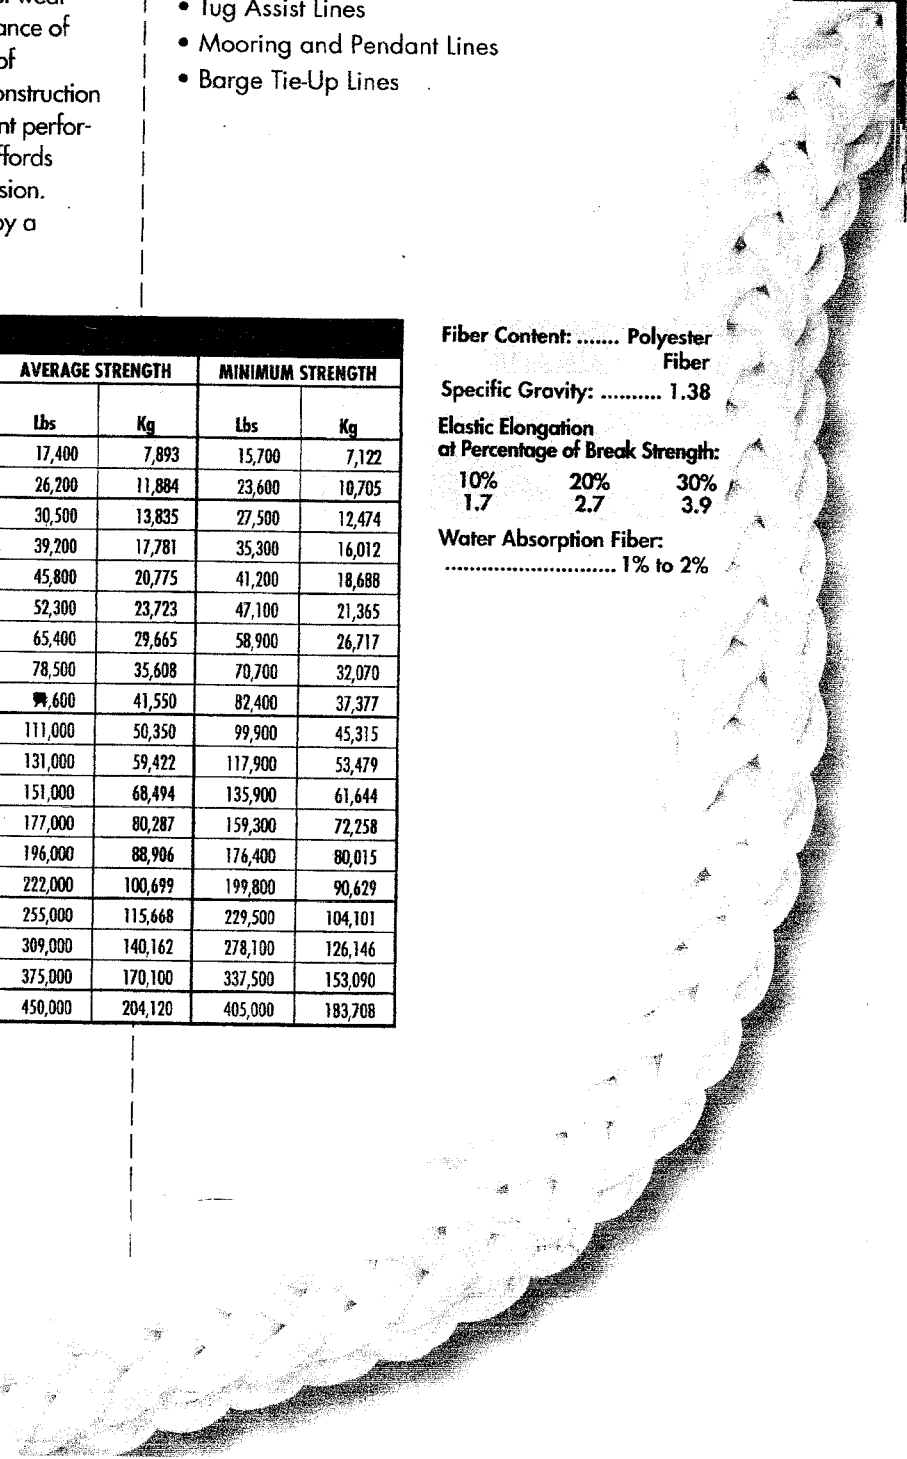 ance of
of
onstruction
nt perfor-
ffords
sion.
by a
• Tug Assist Lines
• Mooring and Pendant Lines
• Barge Tie-Up Lines
AVERAGE STRENGTH MINIMUM STRENGTH
Lbs Kg Lbs Kg
17,400 7,893 15,700 7,122
26,200 11,884 23,600 10,705
30,500 13,835 27,500 12,474
39,200 17,781 35,300 16,012
45,800 20,775 41,200 18,688
52,300 23,723 47,100 21,365
65,400 29,665 58,900 26,717
78,500 35,608 70,700 32,070
,600 41,550 82,400 37,377
111,000 50,350 99,900 45,315
131,000 59,422 117,900 53,479
151,000 68,494 135,900 61,644
177,000 80,287 159,300 72,258
196,000 88,906 176,400 80,015
222,000 100,699 199,800 90,629
255,000 115,668 229,500 104,101
309,000 140,162 278,100 126,146
375,000 170,100 337,500 153,090
450,000 204,120 405,000 183,708
Fiber Content: ....... Polyester
Fiber
Specific Gravity: .......... 1.38
Elastic Elongation
at Percentage of Break Strength:
10% 20% 30%
1.7 2.7 3.9
Water Absorption Fiber:
............................ 1% to 2%